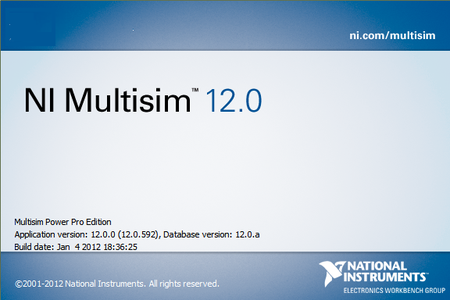 ni.com/multisim
NI Multisim™ 12.0
Multisim Power Pro Edition
Application version: 12.0.0 (12.0.592), Database version: 12.0.a
Build date: Jan  4 2012 18:36:25
©2001-2012 National Instruments. All rights reserved.
NATIONAL
INSTRUMENTS™
ELECTRONICS WORKBENCH GROUP